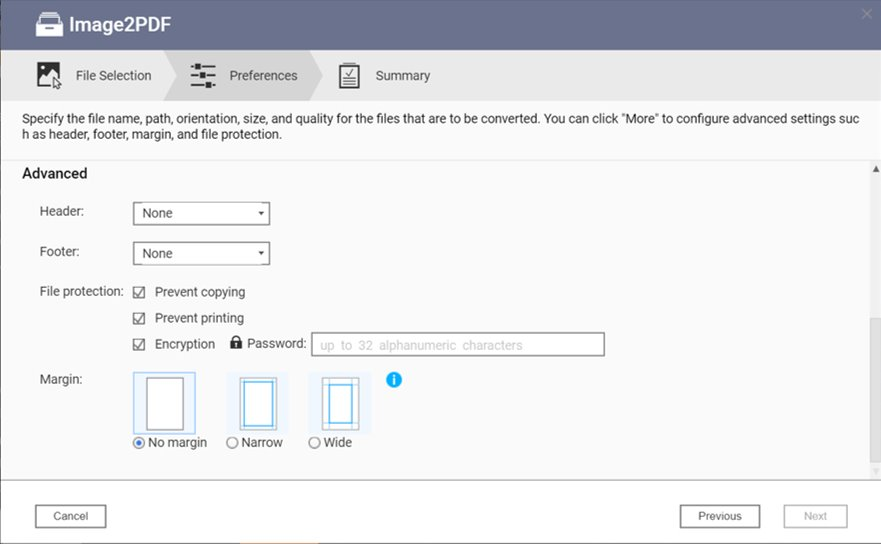 Image2PDF
File Selection
Preferences
Summary
Specify the file name, path, orientation, size, and quality for the files that are to be converted. You can click "More" to configure advanced settings suc
h as header, footer, margin, and file protection.
Advanced
Header:
None
Footer:
None
File protection:
Prevent copying
Prevent printing
Encryption
Password:
up to 32 alphanumeric characters
Margin:
No margin
Narrow
Wide
Cancel
Previous
Next